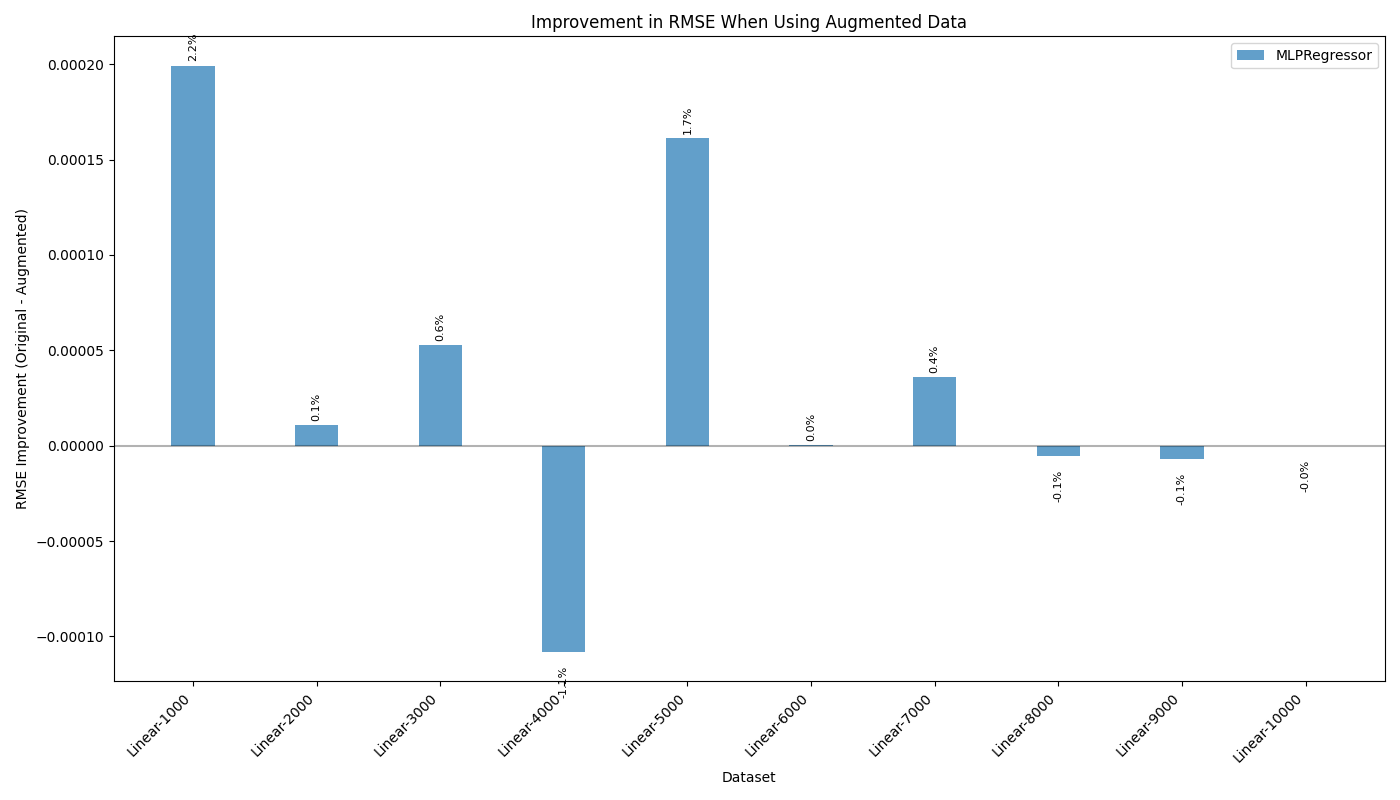 Improvement in RMSE When Using Augmented Data
MLPRegressor
RMSE Improvement (Original - Augmented)
0.00020
0.00015
0.00010
0.00005
0.00000
−0.00005
−0.00010
2.2%
0.1%
0.6%
-1.1%
1.7%
0.0%
0.4%
-0.1%
-0.1%
-0.0%
Linear-1000
Linear-2000
Linear-3000
Linear-4000
Linear-5000
Linear-6000
Linear-7000
Linear-8000
Linear-9000
Linear-10000
Dataset